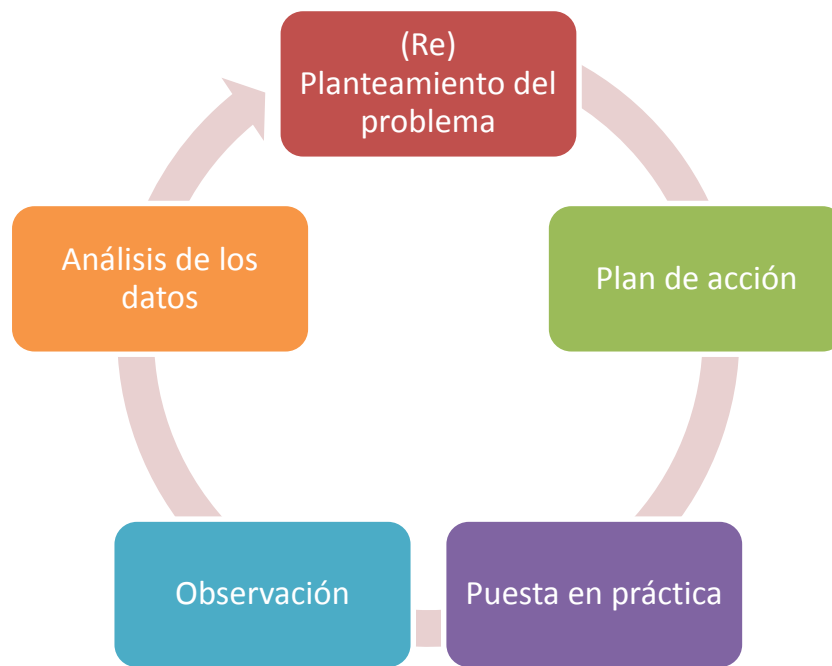 (Re)
Planteamiento del
problema
Plan de acción
Puesta en práctica
Observación
Análisis de los
datos